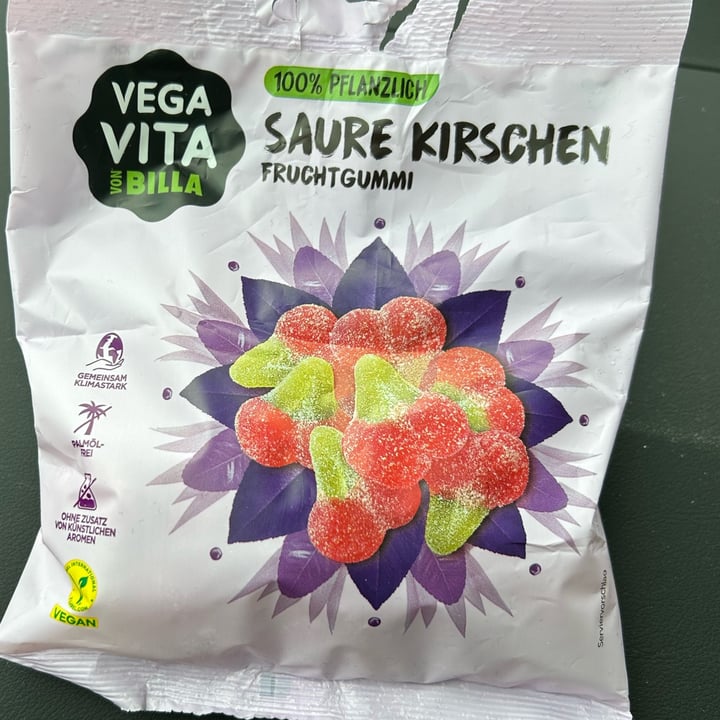 VEGA
VITA
VON BILLA
100% PFLANZLICH
SAURE KIRSCHEN
FRUCHTGUMMI
GEMEINSAM
KLIMASTARK
PALMÖL-
FREI
OHNE ZUSATZ
VON KÜNSTLICHEN
AROMEN
INTERNATIONAL
VEGAN
Serviervorschlag